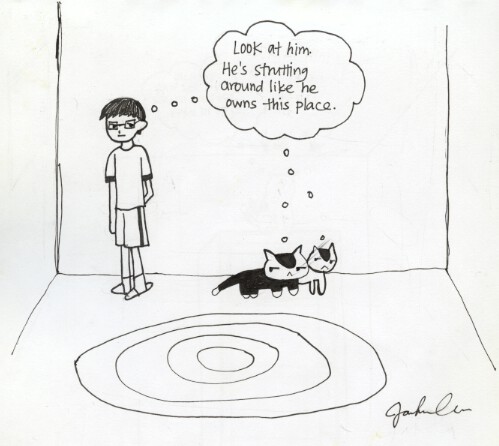 Look at him.
He's strutting
around like he
owns this place.